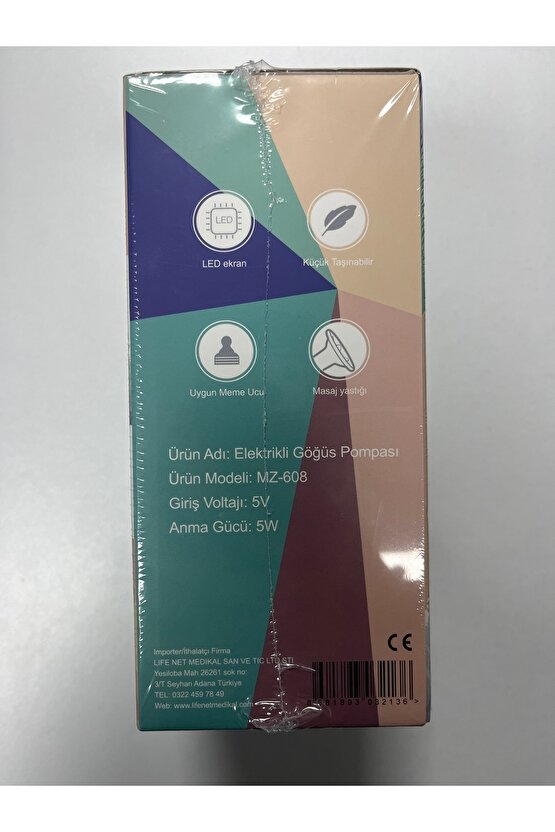 LED
LED ekran
Küçük Taşınabilir
Uygun Meme Ucu
Masaj yastığı
Ürün Adı: Elektrikli Göğüs Pompası
Ürün Modeli: MZ-608
Giriş Voltajı: 5V
Anma Gücü: 5W
Importer/İthalatçı Firma
LIFE NET MEDIKAL SAN VE TIC LTD STI
Yesiloba Mah 26261 sok no:
3/T Seyhan Adana Türkiye
TEL: 0322 459 78 49
Web: www.lifenetmedikal.com
CE
032136 >